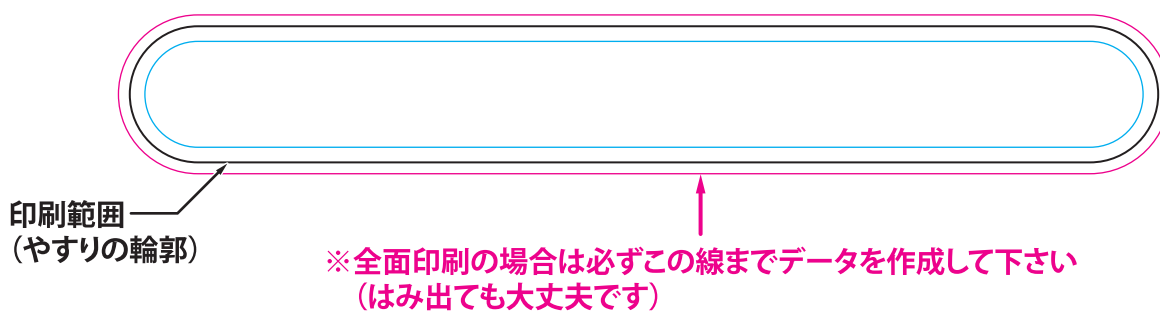 印刷範囲
（やすりの輪郭）
※全面印刷の場合は必ずこの線までデータを作成して下さい
（はみ出ても大丈夫です）